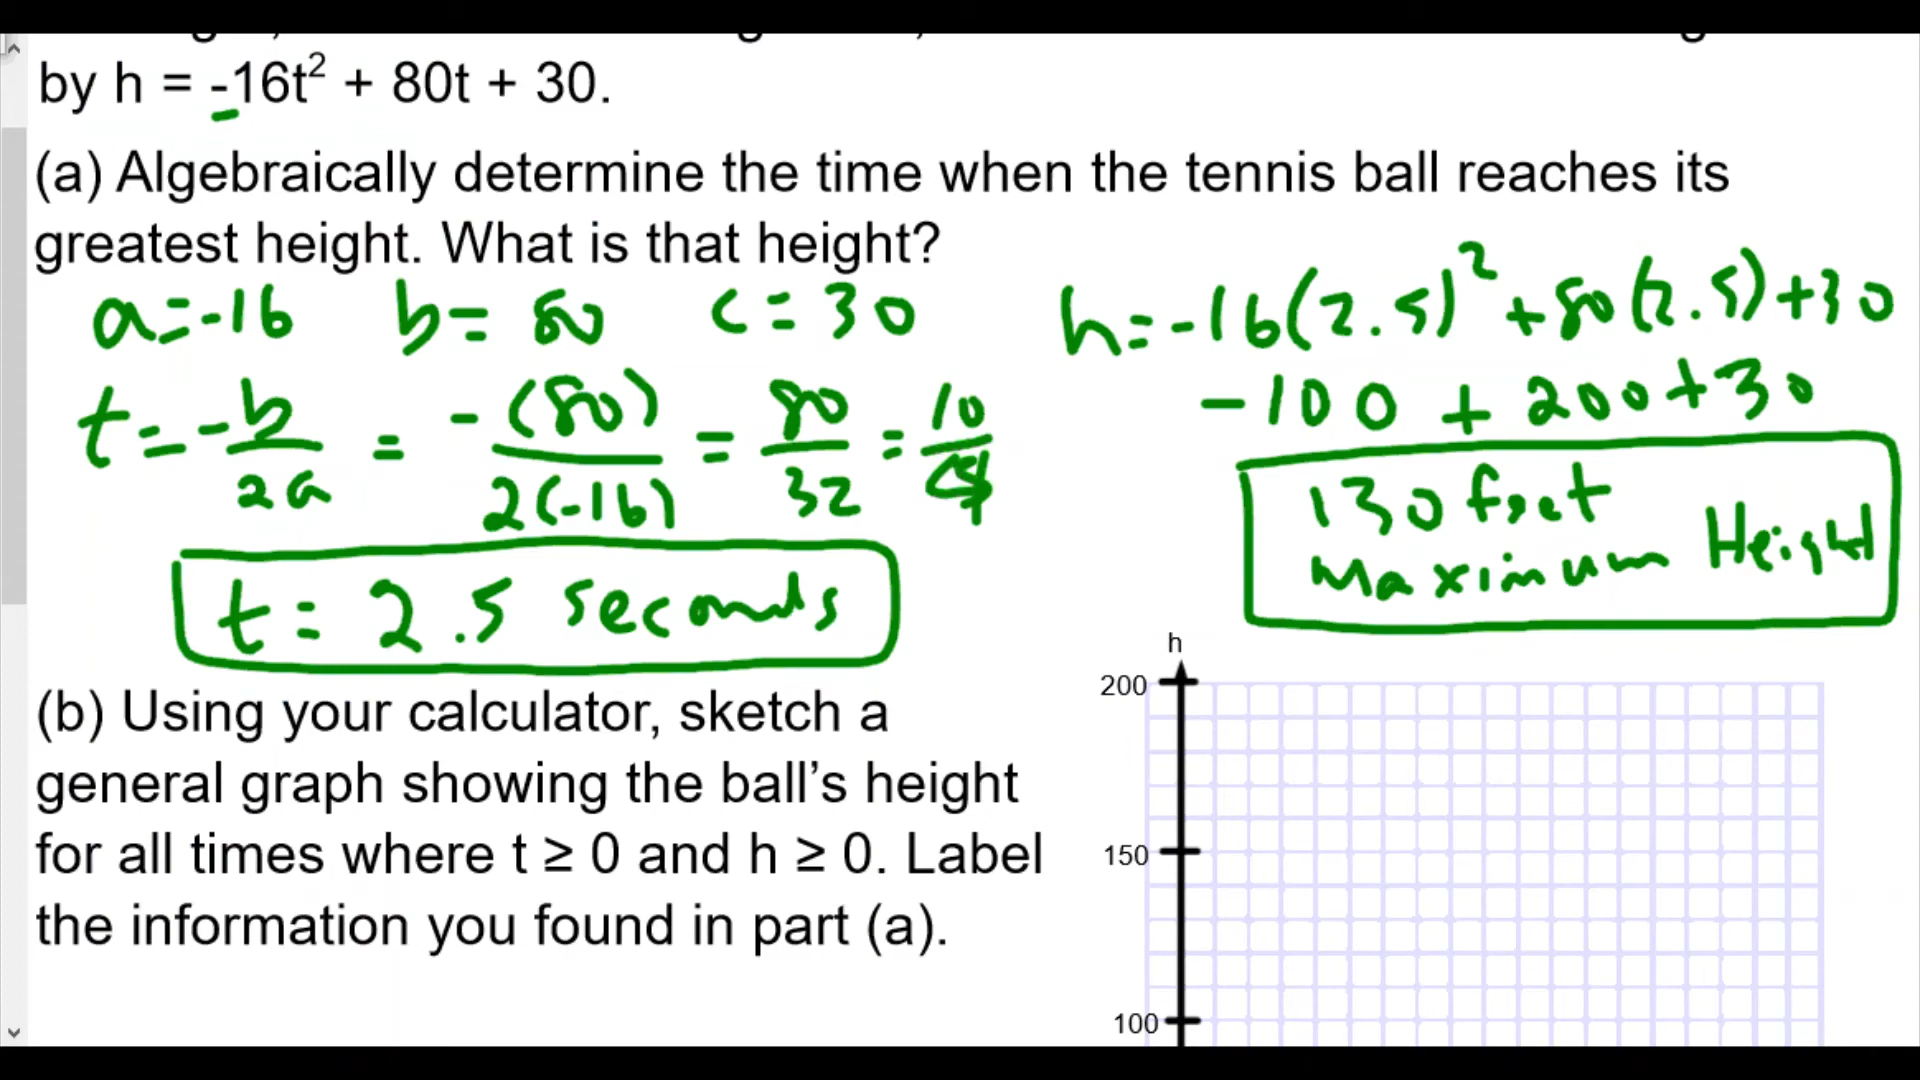 by h = -16t² + 80t + 30.
(a) Algebraically determine the time when the tennis ball reaches its
greatest height. What is that height?
a=-16 b=80 c=30
t=-b/2a = -(80)/2(-16) = 80/32 = 10/4
t= 2.5 seconds
h=-16(2.5)²+80(2.5)+30
-100 + 200+30
130 feet
Maximum Height
(b) Using your calculator, sketch a
general graph showing the ball’s height
for all times where t ≥ 0 and h ≥ 0. Label
the information you found in part (a).
h
200
150
100